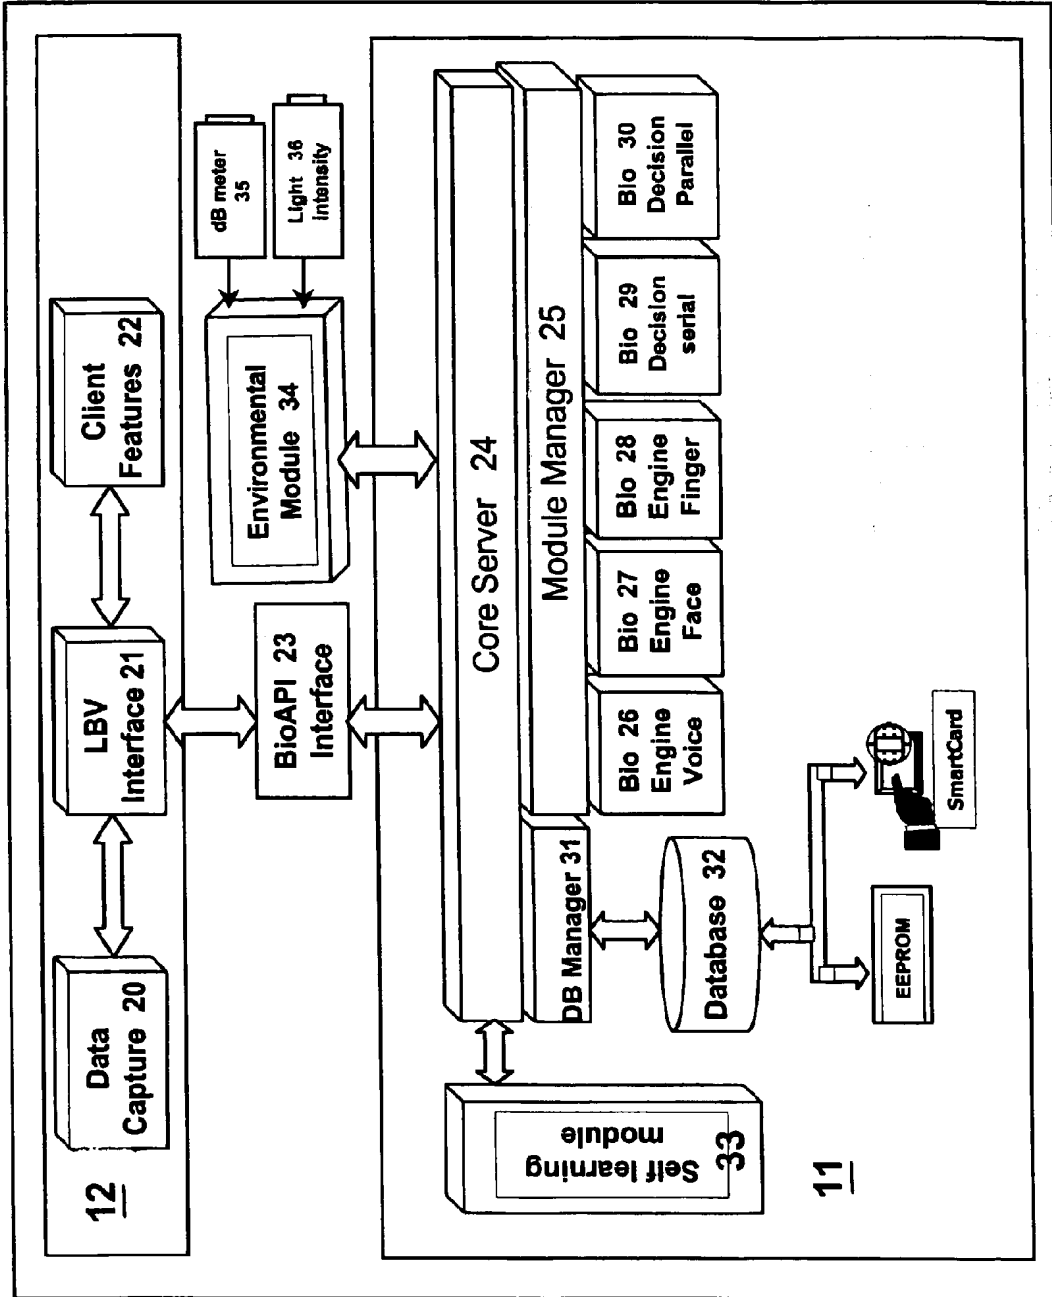 12
Data
Capture 20
LBV
Interface 21
Client
Features 22
BioAPI 23
Interface
Environmental
Module 34
dB meter
35
Light 36
intensity
Core Server 24
Module Manager 25
DB Manager 31
Bio 26
Engine
Voice
Bio 27
Engine
Face
Bio 28
Engine
Finger
Bio 29
Decision
serial
Bio 30
Decision
Parallel
Self learning
module
33
Database 32
EEPROM
SmartCard
11